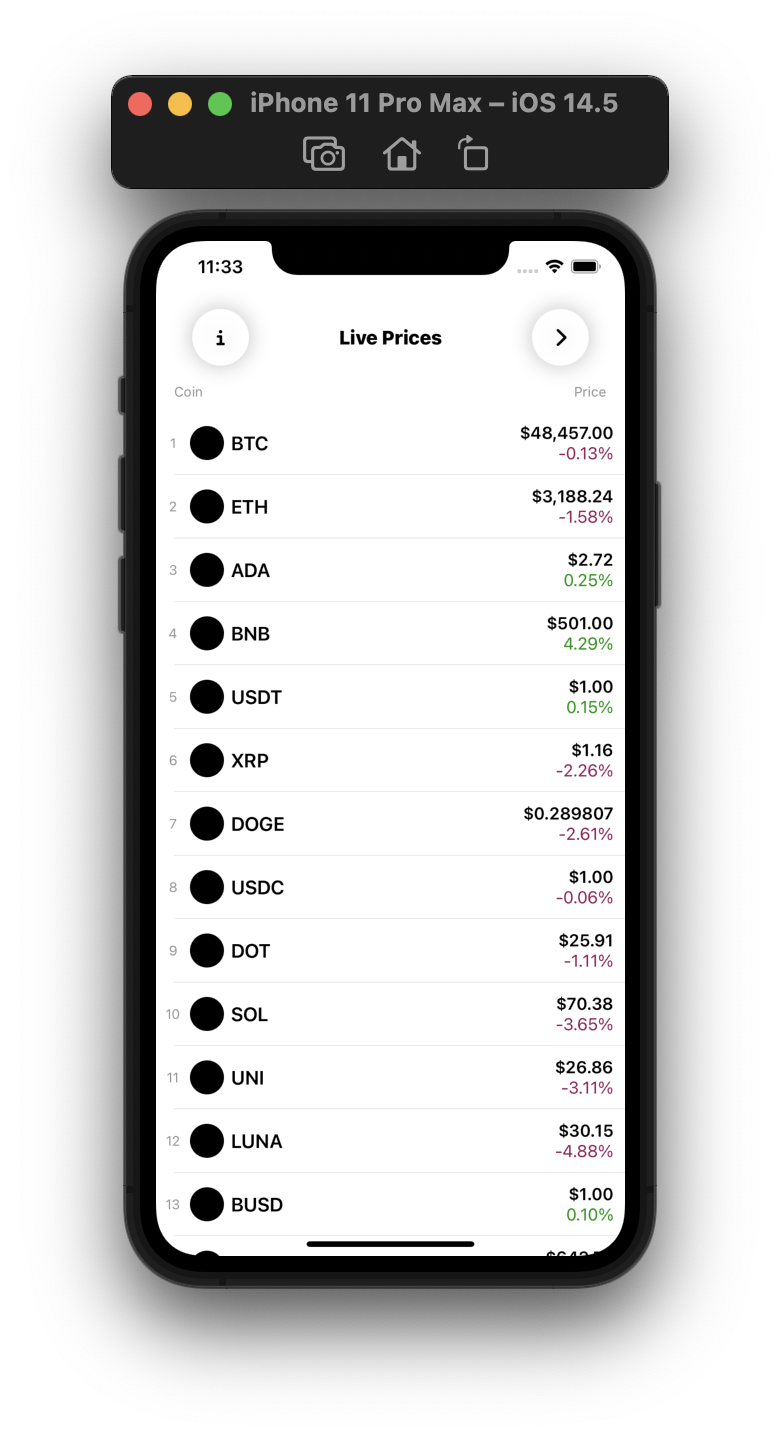 iPhone 11 Pro Max – iOS 14.5
11:33
i
Live Prices
Coin Price
1 BTC $48,457.00
-0.13%
2 ETH $3,188.24
-1.58%
3 ADA $2.72
0.25%
4 BNB $501.00
4.29%
5 USDT $1.00
0.15%
6 XRP $1.16
-2.26%
7 DOGE $0.289807
-2.61%
8 USDC $1.00
-0.06%
9 DOT $25.91
-1.11%
10 SOL $70.38
-3.65%
11 UNI $26.86
-3.11%
12 LUNA $30.15
-4.88%
13 BUSD $1.00
0.10%